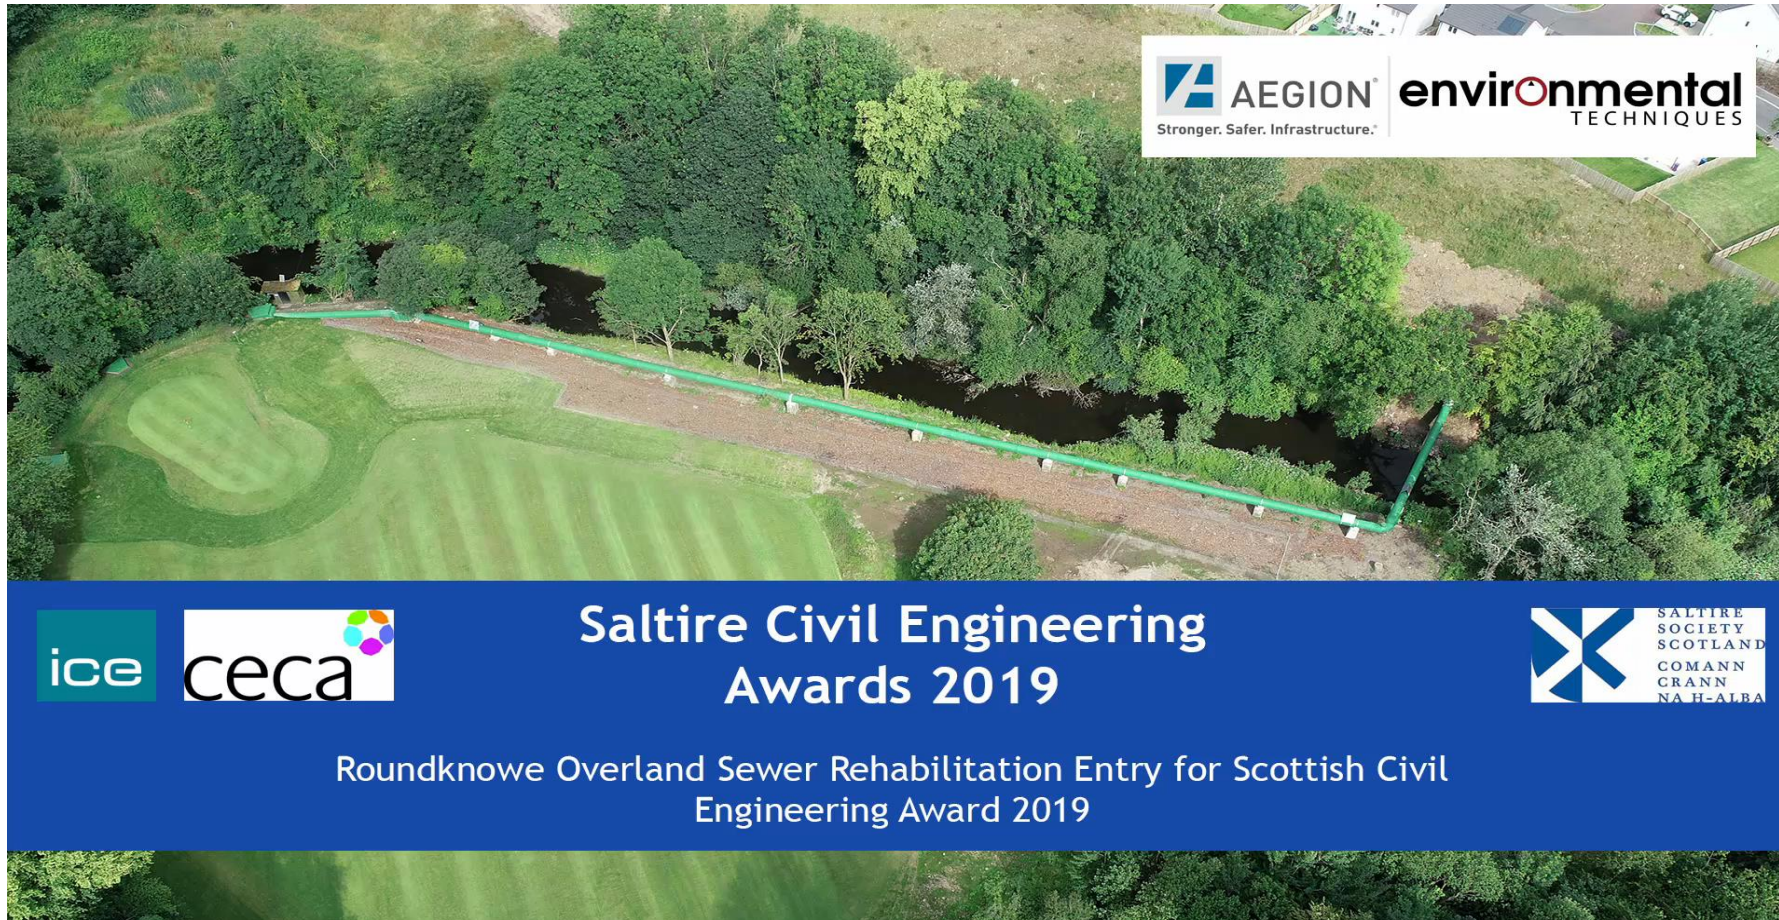 AEGION®
Stronger. Safer. Infrastructure.®
environmental
TECHNIQUES
ice
ceca
Saltire Civil Engineering
Awards 2019
SALTIRE
SOCIETY
SCOTLAND
COMANN
CRANN
NA H-ALBA
Roundknowe Overland Sewer Rehabilitation Entry for Scottish Civil
Engineering Award 2019